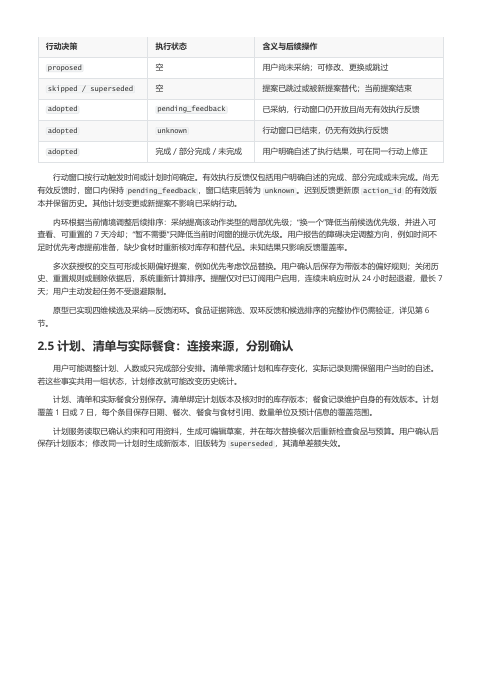 行动决策 执行状态 含义与后续操作
proposed 空 用户尚未采纳；可修改、更换或跳过
skipped / superseded 空 提案已跳过或被新提案替代；当前提案结束
adopted pending_feedback 已采纳，行动窗口仍开放且尚无有效执行反馈
adopted unknown 行动窗口已结束，仍无有效执行反馈
adopted 完成 / 部分完成 / 未完成 用户明确自述了执行结果，可在同一行动上修正
行动窗口按行动触发时间或计划时间确定。有效执行反馈仅包括用户明确自述的完成、部分完成或未完成。尚无
有效反馈时，窗口内保持 pending_feedback，窗口结束后转为 unknown。迟到反馈更新原 action_id 的有效版
本并保留历史。其他计划变更或新提案不影响已采纳行动。
内环根据当前情境调整后续排序：采纳提高该动作类型的局部优先级；“换一个”降低当前候选优先级，并进入可
查看、可重置的 7 天冷却；“暂不需要”只降低当前时间窗的提示优先级。用户报告的障碍决定调整方向，例如时间不
足时优先考虑提前准备，缺少食材时重新核对库存和替代品。未知结果只影响反馈覆盖率。
多次获授权的交互可形成长期偏好提案，例如优先考虑饮品替换。用户确认后保存为带版本的偏好规则；关闭历
史、重置规则或删除依据后，系统重新计算排序。提醒仅对已订阅用户启用，连续未响应时从 24 小时起退避，最长 7
天；用户主动发起任务不受退避限制。
原型已实现四维候选及采纳—反馈闭环。食品证据筛选、双环反馈和候选排序的完整协作仍需验证，详见第 6
节。
2.5 计划、清单与实际餐食：连接来源，分别确认
用户可能调整计划、人数或只完成部分安排。清单需求随计划和库存变化，实际记录则需保留用户当时的自述。
若这些事实共用一组状态，计划修改就可能改变历史统计。
计划、清单和实际餐食分别保存。清单绑定计划版本及核对时的库存版本；餐食记录维护自身的有效版本。计划
覆盖 1 日或 7 日，每个条目保存日期、餐次、餐食与食材引用、数量单位及预计信息的覆盖范围。
计划服务读取已确认约束和可用资料，生成可编辑草案，并在每次替换餐次后重新检查食品与预算。用户确认后
保存计划版本；修改同一计划时生成新版本，旧版转为 superseded，其清单差额失效。